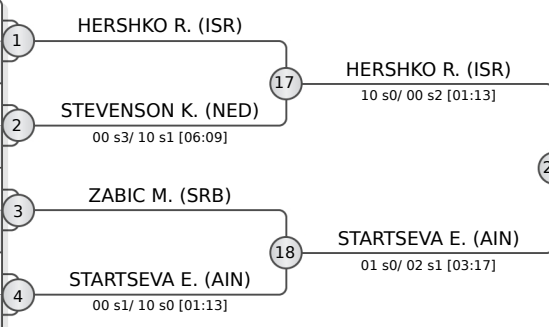 HERSHKO R. (ISR)
1
17
HERSHKO R. (ISR)
10 s0/ 00 s2 [01:13]
STEVENSON K. (NED)
2
00 s3/ 10 s1 [06:09]
ZABIC M. (SRB)
3
18
STARTSEVA E. (AIN)
01 s0/ 02 s1 [03:17]
STARTSEVA E. (AIN)
4
00 s1/ 10 s0 [01:13]